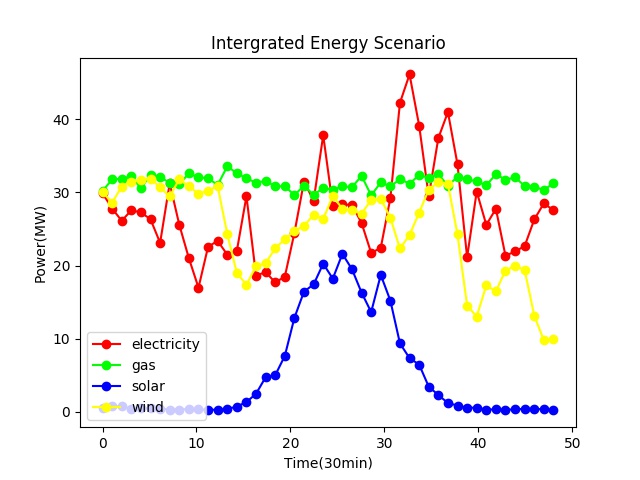 Intergrated Energy Scenario
Power(MW)
40
30
20
10
0
electricity
gas
solar
wind
0 10 20 30 40 50
Time(30min)